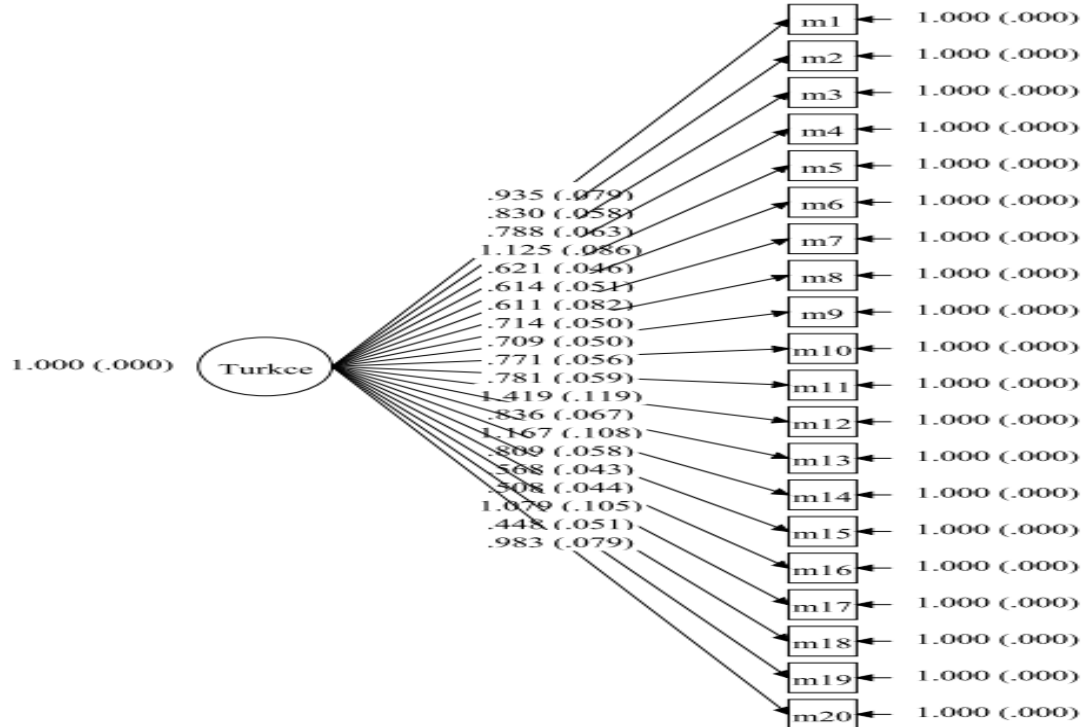 m1 1.000 (.000)
m2 1.000 (.000)
m3 1.000 (.000)
m4 1.000 (.000)
m5 1.000 (.000)
m6 1.000 (.000)
m7 1.000 (.000)
m8 1.000 (.000)
m9 1.000 (.000)
m10 1.000 (.000)
m11 1.000 (.000)
m12 1.000 (.000)
m13 1.000 (.000)
m14 1.000 (.000)
m15 1.000 (.000)
m16 1.000 (.000)
m17 1.000 (.000)
m18 1.000 (.000)
m19 1.000 (.000)
m20 1.000 (.000)
.935 (.079)
.830 (.058)
.788 (.063)
1.125 (.086)
.621 (.046)
.614 (.051)
.611 (.082)
.714 (.050)
.709 (.050)
.771 (.056)
.781 (.059)
1.419 (.119)
.836 (.067)
1.167 (.108)
.809 (.058)
.568 (.043)
.508 (.044)
1.079 (.105)
.448 (.051)
.983 (.079)
1.000 (.000) Turkce